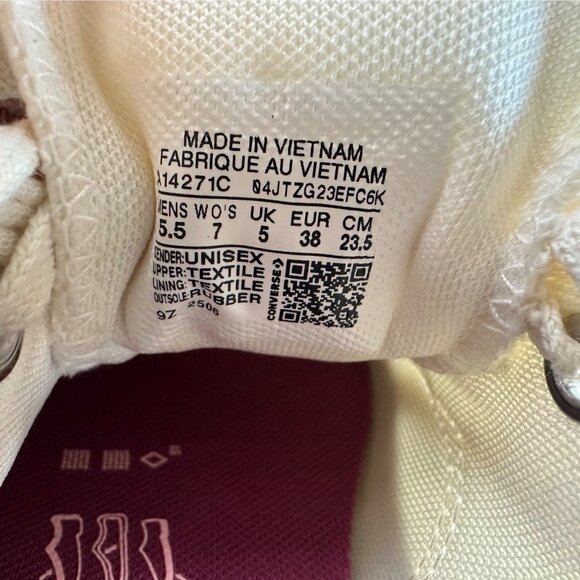 MADE IN VIETNAM
FABRIQUE AU VIETNAM
A14271C 04JTZG23EFC6K
MENS WO'S UK EUR CM
5.5 7 5 38 23.5
GENDER:UNISEX
UPPER:TEXTILE
LINING:TEXTILE
OUTSOLE:RUBBER
9Z 2506
CONVERSE